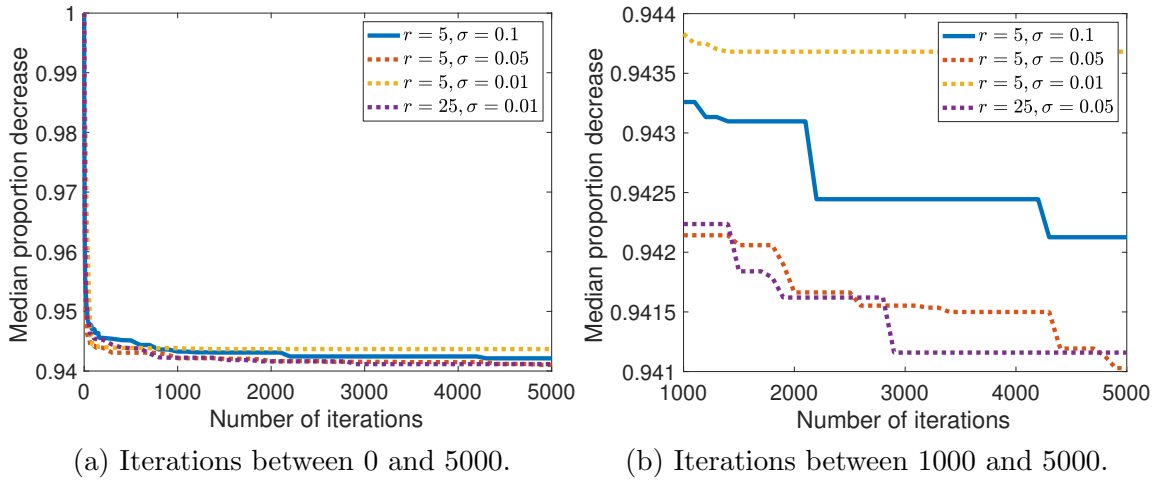 1
0.99
0.98
0.97
0.96
0.95
0.94
Median proportion decrease
0 1000 2000 3000 4000 5000
Number of iterations
r = 5, σ = 0.1
r = 5, σ = 0.05
r = 5, σ = 0.01
r = 25, σ = 0.01
(a) Iterations between 0 and 5000.
0.944
0.9435
0.943
0.9425
0.942
0.9415
0.941
Median proportion decrease
1000 2000 3000 4000 5000
Number of iterations
r = 5, σ = 0.1
r = 5, σ = 0.05
r = 5, σ = 0.01
r = 25, σ = 0.05
(b) Iterations between 1000 and 5000.